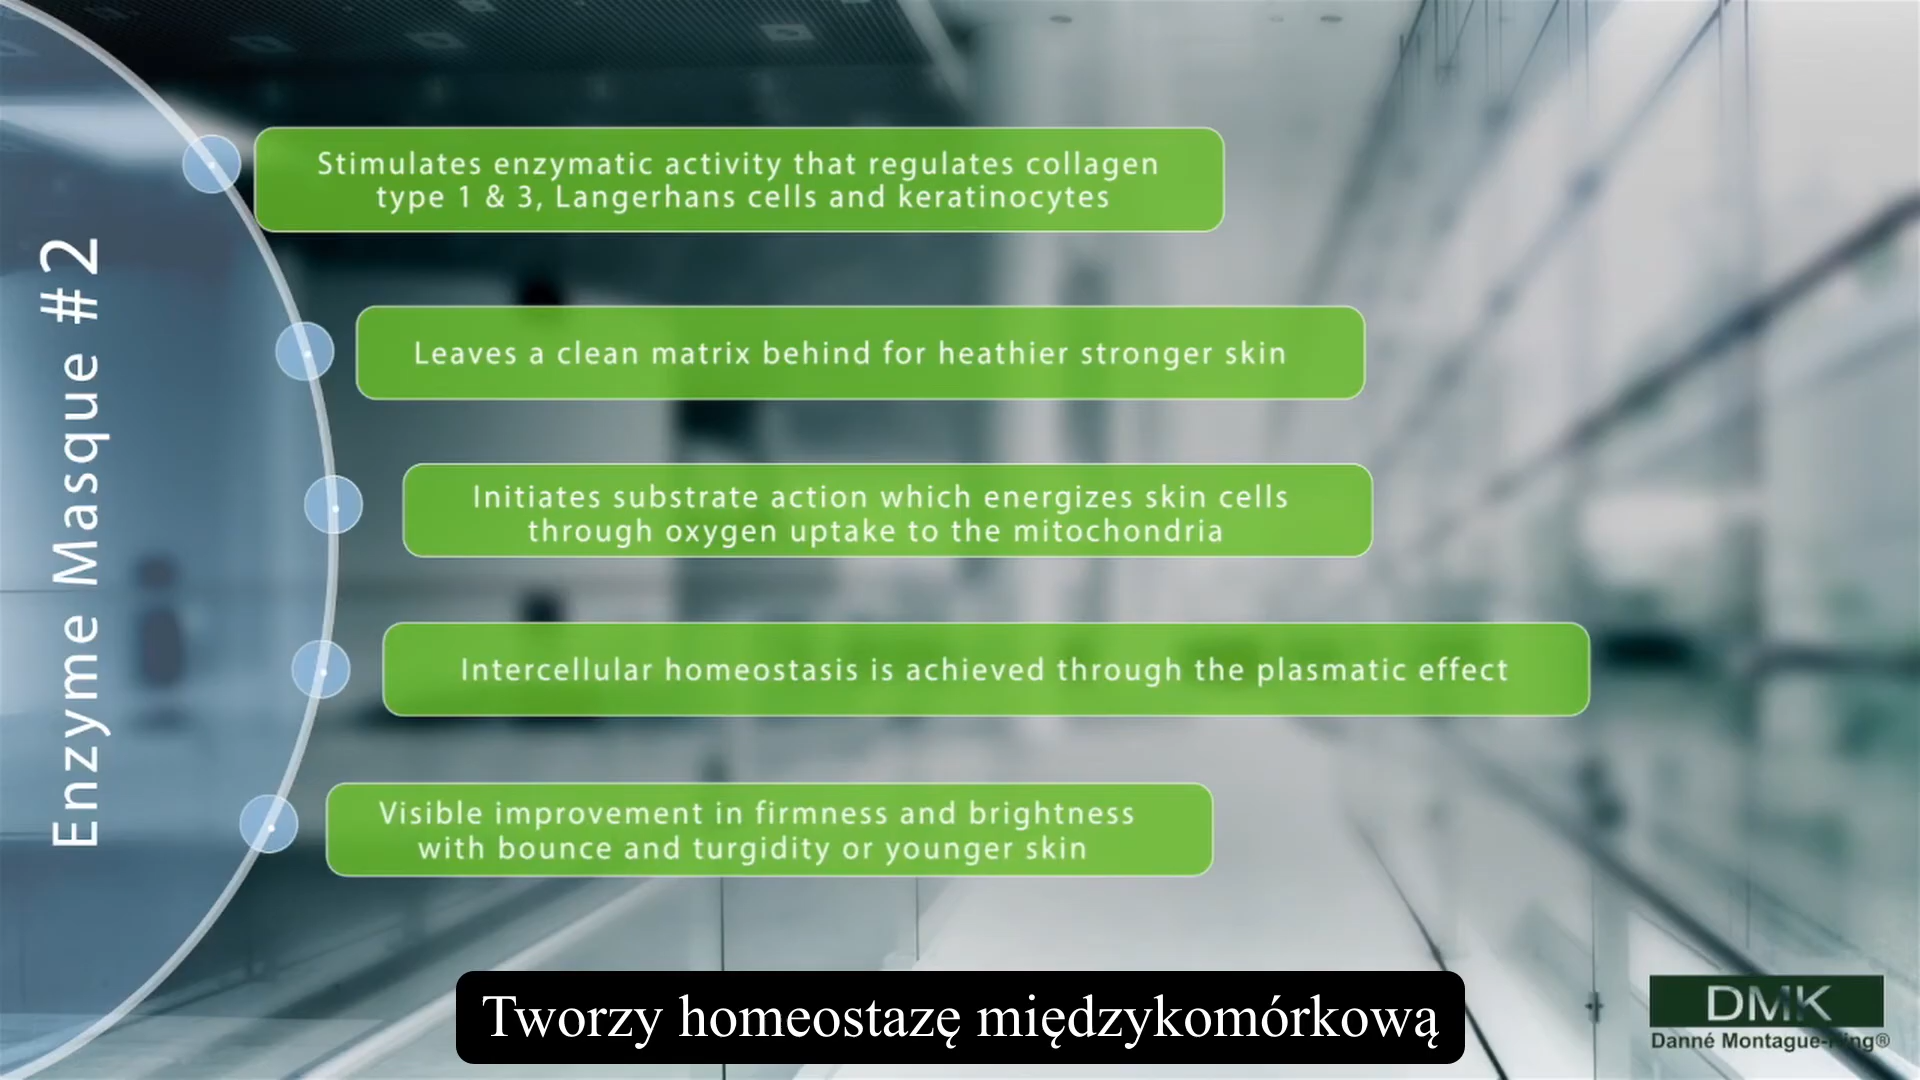 Enzyme Masque #2
Stimulates enzymatic activity that regulates collagen
type 1 & 3, Langerhans cells and keratinocytes
Leaves a clean matrix behind for heathier stronger skin
Initiates substrate action which energizes skin cells
through oxygen uptake to the mitochondria
Intercellular homeostasis is achieved through the plasmatic effect
Visible improvement in firmness and brightness
with bounce and turgidity or younger skin
Tworzy homeostazę międzykomórkową
DMK
Danné Montague-King®